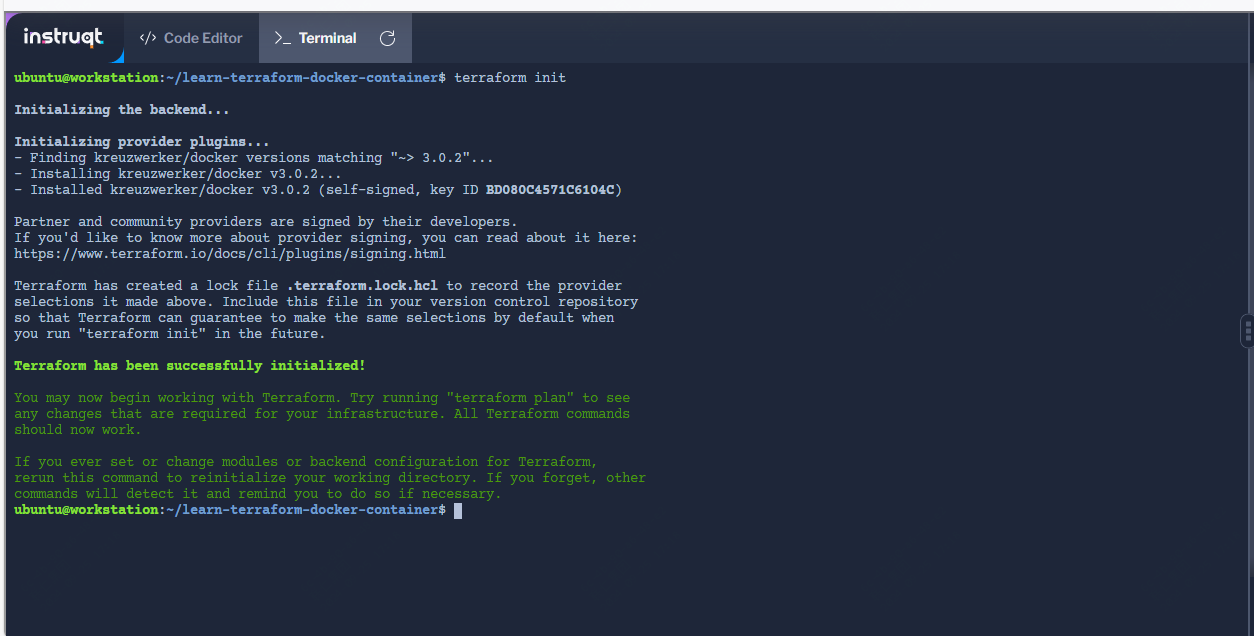 instruqt
</> Code Editor
>_ Terminal
ubuntu@workstation:~/learn-terraform-docker-container$ terraform init
Initializing the backend...
Initializing provider plugins...
- Finding kreuzwerker/docker versions matching "~> 3.0.2"...
- Installing kreuzwerker/docker v3.0.2...
- Installed kreuzwerker/docker v3.0.2 (self-signed, key ID BD080C4571C6104C)
Partner and community providers are signed by their developers.
If you'd like to know more about provider signing, you can read about it here:
https://www.terraform.io/docs/cli/plugins/signing.html
Terraform has created a lock file .terraform.lock.hcl to record the provider
selections it made above. Include this file in your version control repository
so that Terraform can guarantee to make the same selections by default when
you run "terraform init" in the future.
Terraform has been successfully initialized!
You may now begin working with Terraform. Try running "terraform plan" to see
any changes that are required for your infrastructure. All Terraform commands
should now work.
If you ever set or change modules or backend configuration for Terraform,
rerun this command to reinitialize your working directory. If you forget, other
commands will detect it and remind you to do so if necessary.
ubuntu@workstation:~/learn-terraform-docker-container$